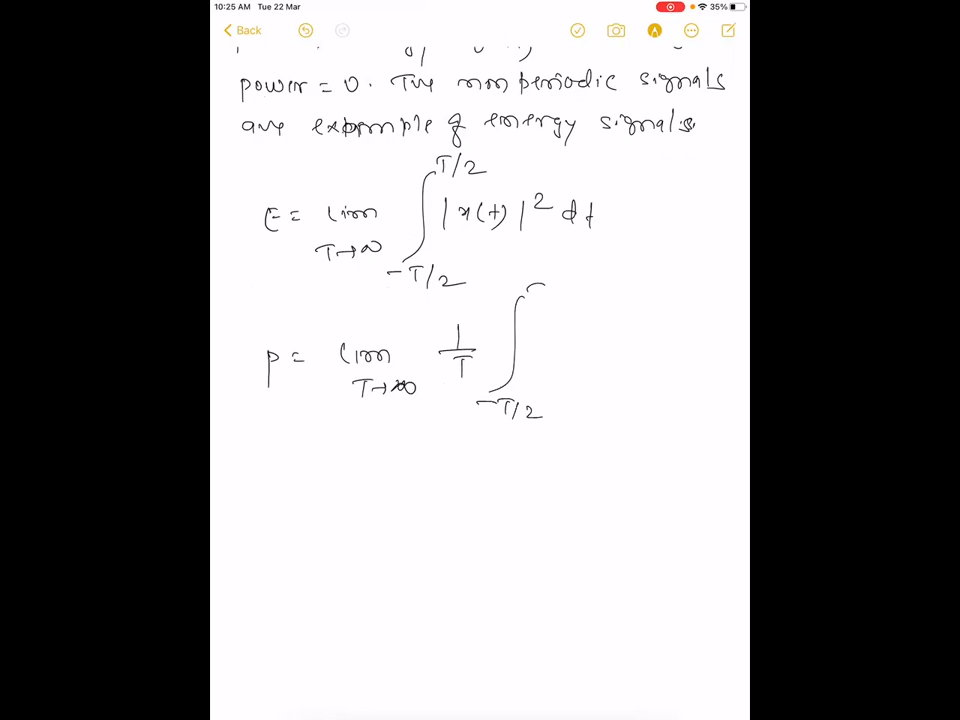 10:25 AM Tue 22 Mar
35%
Back
power = 0. The non periodic signals
are example of energy signals.
E = lim T→∞ ∫ -T/2 T/2 |x(t)|² dt
P = lim T→∞ 1/T ∫ -T/2